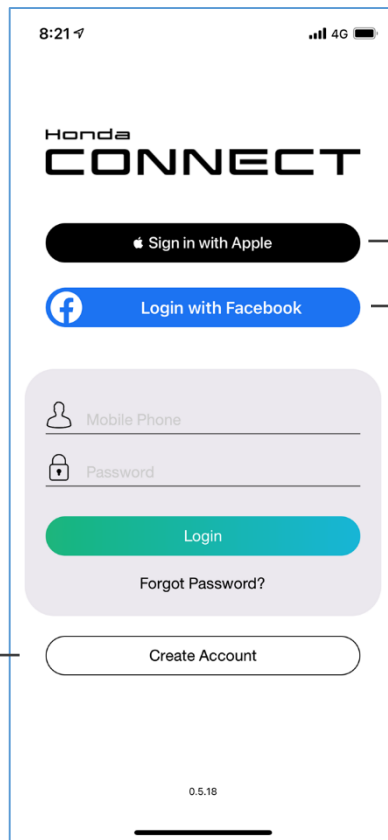 8:21
4G
Honda
CONNECT
Sign in with Apple
Login with Facebook
Mobile Phone
Password
Login
Forgot Password?
Create Account
0.5.18